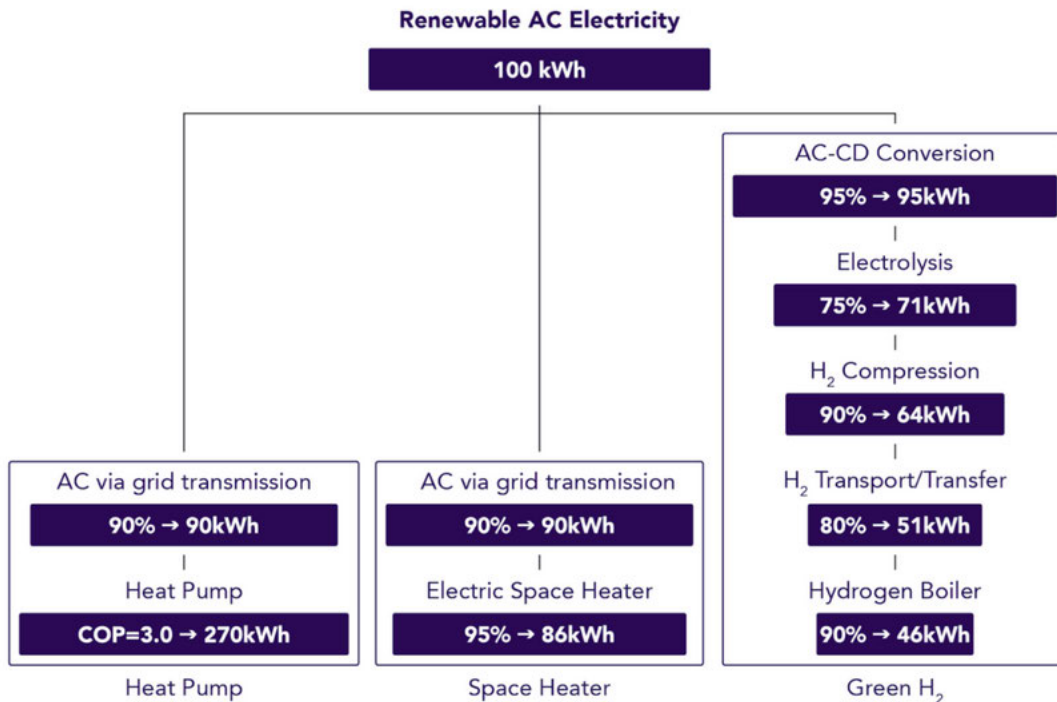 Renewable AC Electricity
100 kWh
AC via grid transmission
90% → 90kWh
Heat Pump
COP=3.0 → 270kWh
Heat Pump
AC via grid transmission
90% → 90kWh
Electric Space Heater
95% → 86kWh
Space Heater
AC-CD Conversion
95% → 95kWh
Electrolysis
75% → 71kWh
H₂ Compression
90% → 64kWh
H₂ Transport/Transfer
80% → 51kWh
Hydrogen Boiler
90% → 46kWh
Green H₂